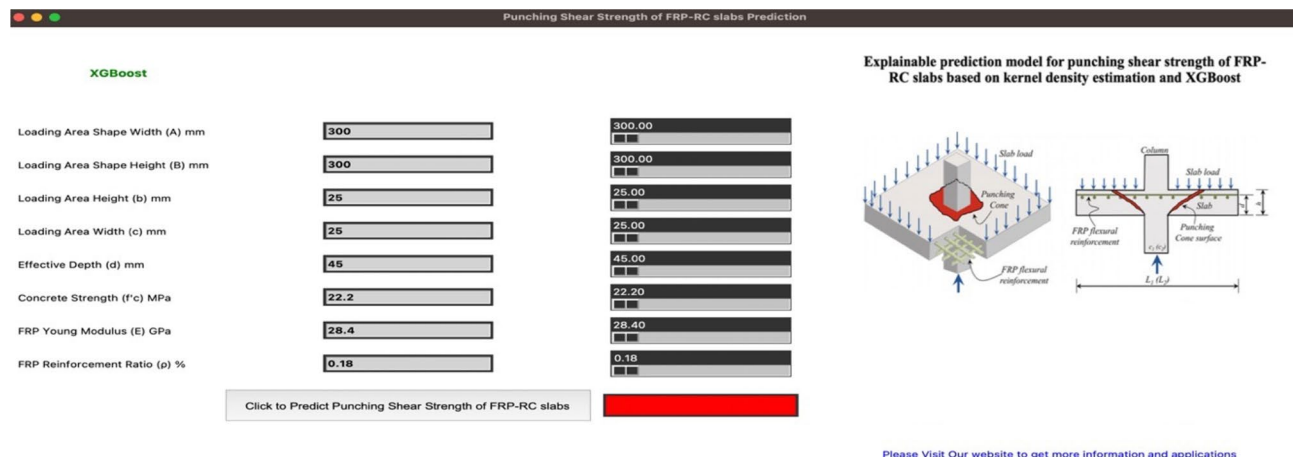 Punching Shear Strength of FRP-RC slabs Prediction
XGBoost
Loading Area Shape Width (A) mm 300 300.00
Loading Area Shape Height (B) mm 300 300.00
Loading Area Height (b) mm 25 25.00
Loading Area Width (c) mm 25 25.00
Effective Depth (d) mm 45 45.00
Concrete Strength (f'c) MPa 22.2 22.20
FRP Young Modulus (E) GPa 28.4 28.40
FRP Reinforcement Ratio (ρ) % 0.18 0.18
Click to Predict Punching Shear Strength of FRP-RC slabs
Explainable prediction model for punching shear strength of FRP-
RC slabs based on kernel density estimation and XGBoost
Slab load
Punching
Cone
FRP flexural
reinforcement
Column
Slab load
Slab
d
h
FRP flexural
reinforcement
Punching
Cone surface
c₁ (c₂)
L₁ (L₂)
Please Visit Our website to get more information and applications